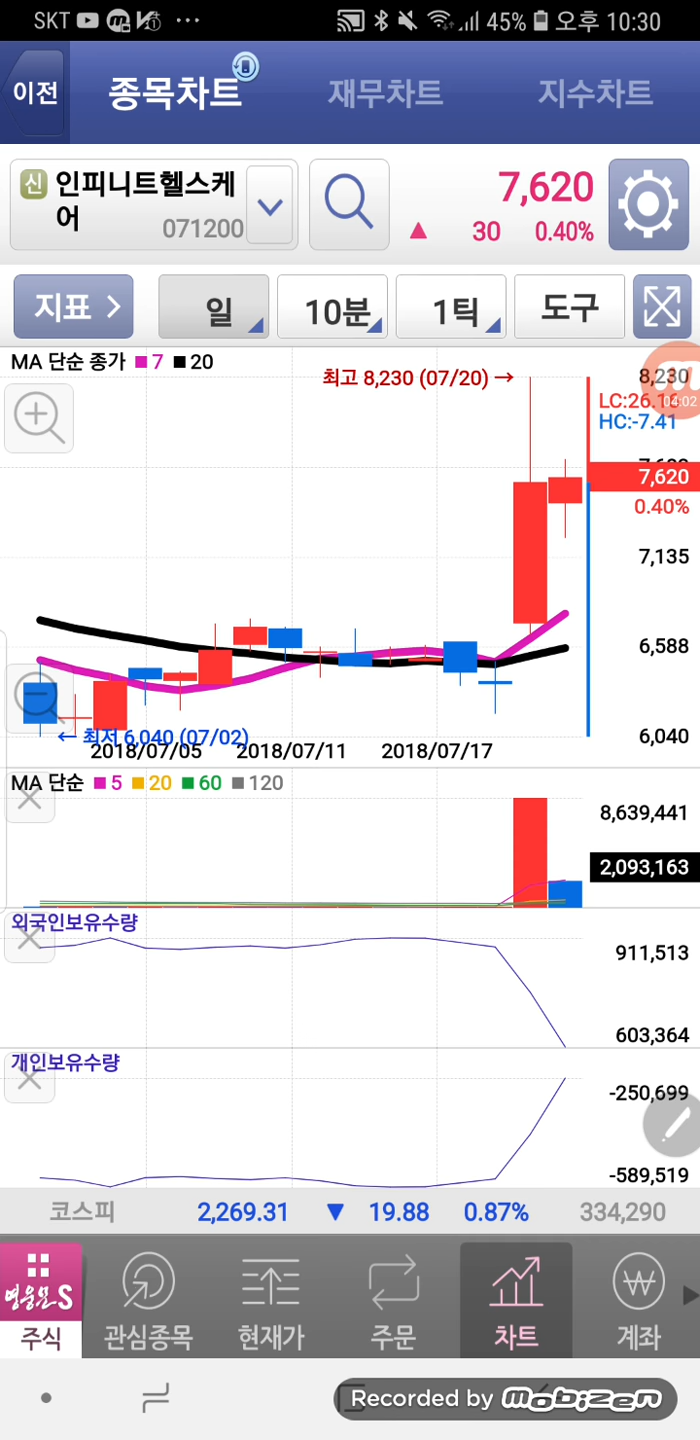 SKT 45% 오후 10:30
이전 종목차트 재무차트 지수차트
신 인피니트헬스케어 071200
7,620
▲ 30 0.40%
지표 일 10분 1틱 도구
MA 단순 종가 ■7 ■20
최고 8,230 (07/20) →
8,230
04:02
HC:-7.41
7,620
0.40%
7,135
6,588
6,040
← 최저 6,040 (07/02)
2018/07/05 2018/07/11 2018/07/17
MA 단순 ■5 ■20 ■60 ■120
8,639,441
2,093,163
외국인보유수량
911,513
603,364
개인보유수량
-250,699
-589,519
코스피 2,269.31 ▼ 19.88 0.87% 334,290
영웅문S
주식 관심종목 현재가 주문 차트 계좌
Recorded by mobizen